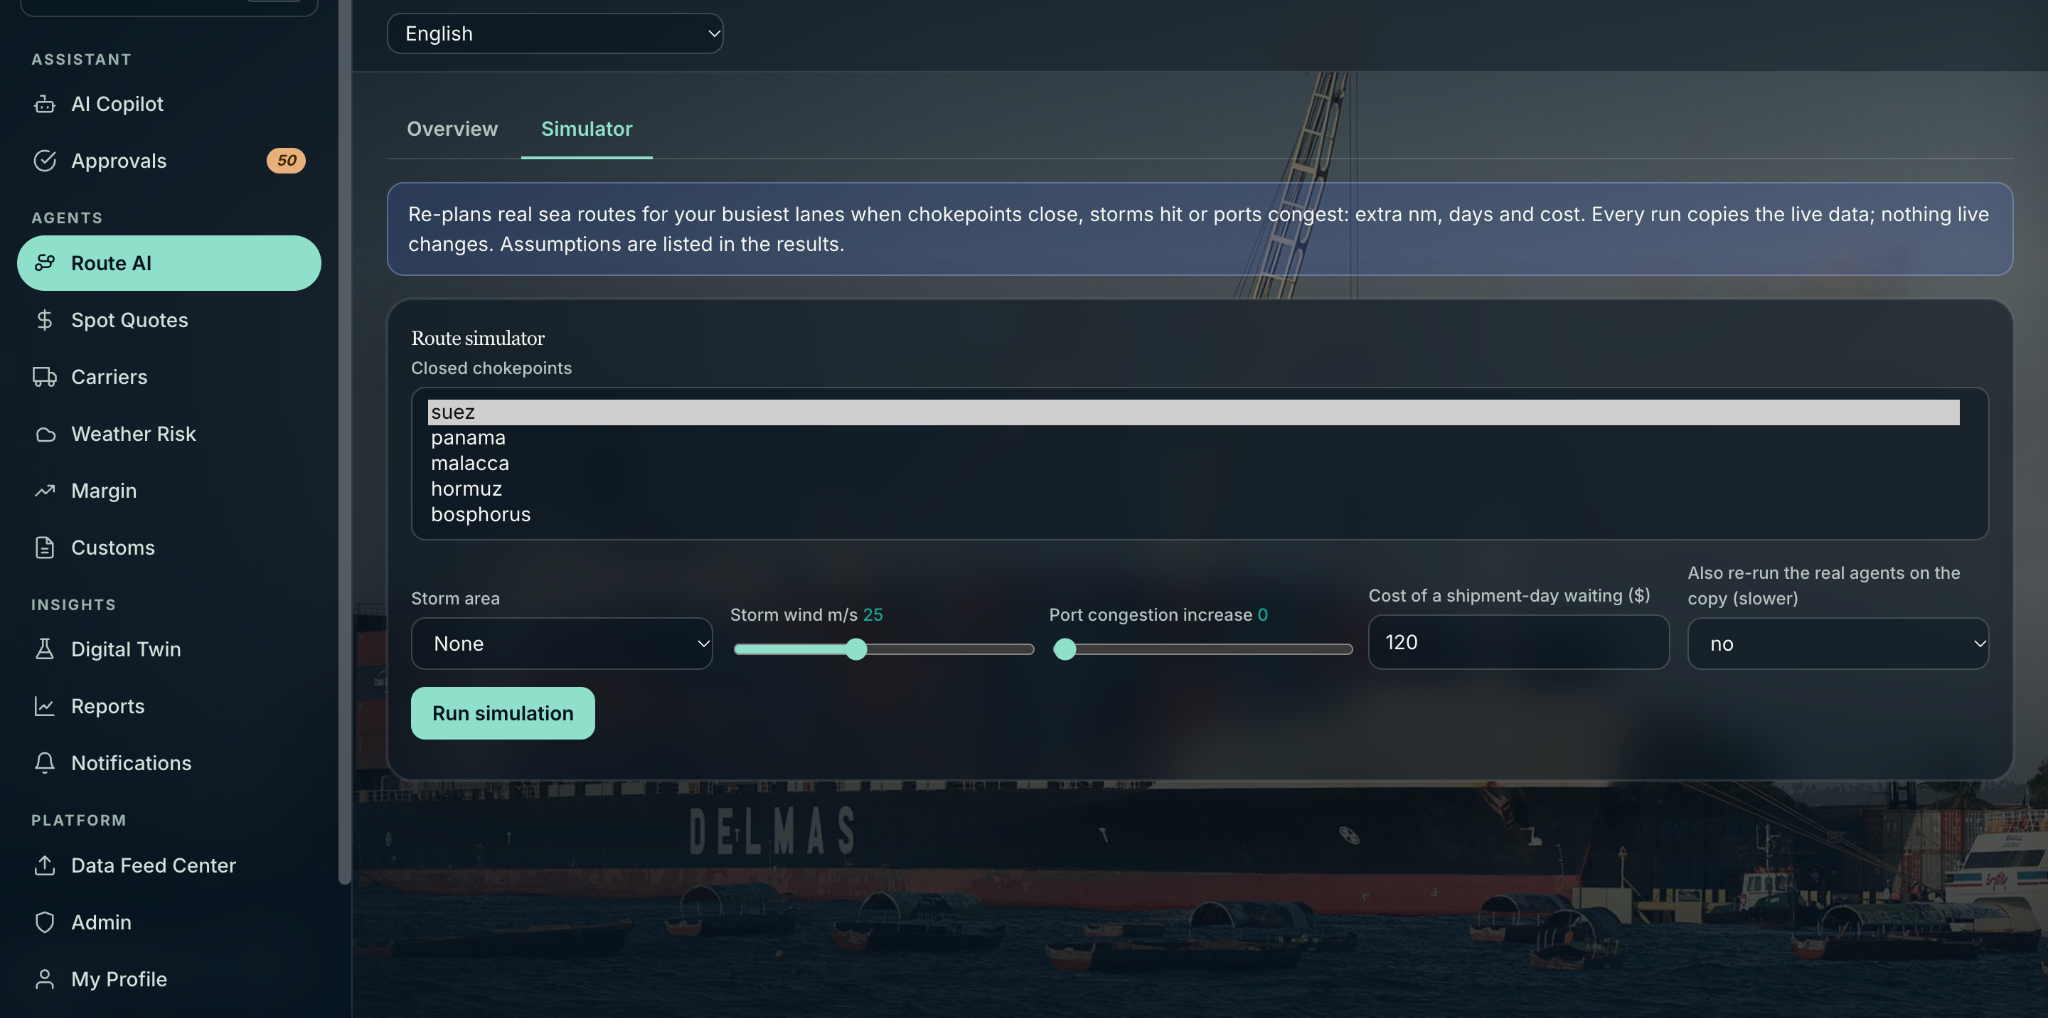 English
ASSISTANT
AI Copilot
Approvals 50
AGENTS
Route AI
Spot Quotes
Carriers
Weather Risk
Margin
Customs
INSIGHTS
Digital Twin
Reports
Notifications
PLATFORM
Data Feed Center
Admin
My Profile
Overview Simulator
Re-plans real sea routes for your busiest lanes when chokepoints close, storms hit or ports congest: extra nm, days and cost. Every run copies the live data; nothing live
changes. Assumptions are listed in the results.
Route simulator
Closed chokepoints
suez
panama
malacca
hormuz
bosphorus
Storm area
None
Storm wind m/s 25
Port congestion increase 0
Cost of a shipment-day waiting ($)
120
Also re-run the real agents on the
copy (slower)
no
Run simulation
DELMAS